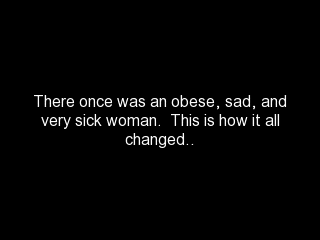 There once was an obese, sad, and
very sick woman.  This is how it all
changed..